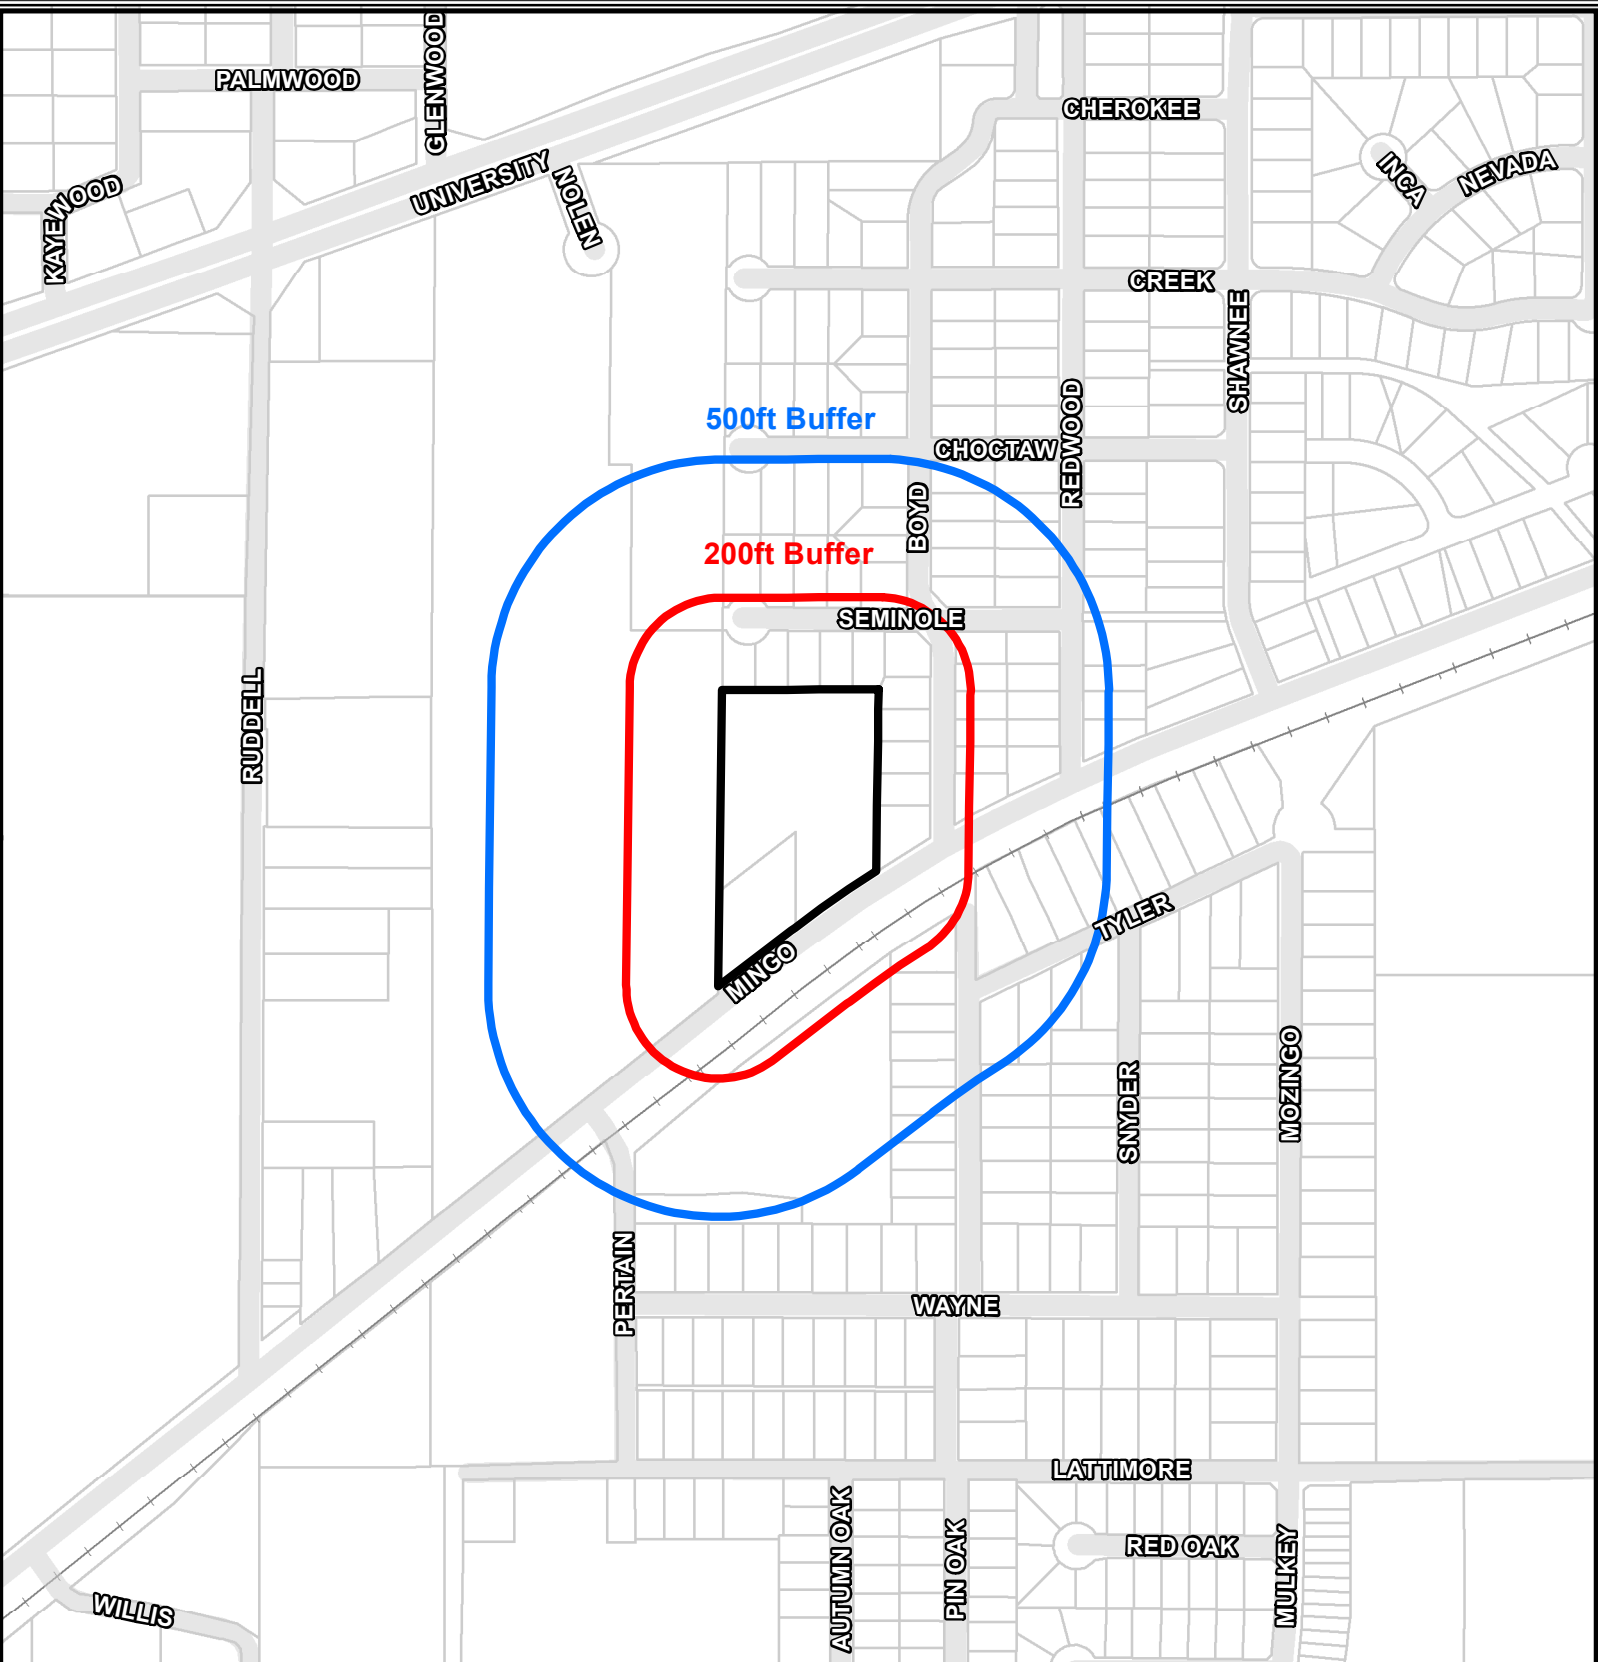 GLENWOOD
PALMWOOD
CHEROKEE
UNIVERSITY
NOLEN
INCA
NEVADA
KAYEWOOD
CREEK
SHAWNEE
500ft Buffer
REDWOOD
CHOCTAW
BOYD
200ft Buffer
SEMINOLE
RUDDELL
TYLER
MINGO
SNYDER
MOZINGO
PERTAIN
WAYNE
LATTIMORE
AUTUMN OAK
PIN OAK
RED OAK
MULKEY
WILLIS